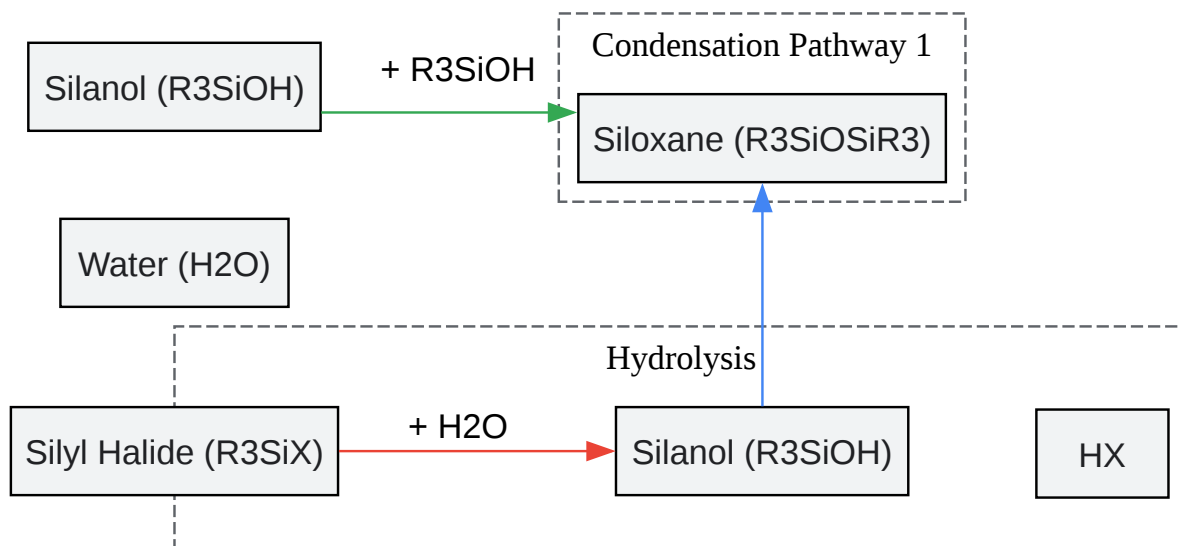 Condensation Pathway 1
Silanol (R3SiOH)
+ R3SiOH
Siloxane (R3SiOSiR3)
Water (H2O)
Hydrolysis
Silyl Halide (R3SiX)
+ H2O
Silanol (R3SiOH)
HX